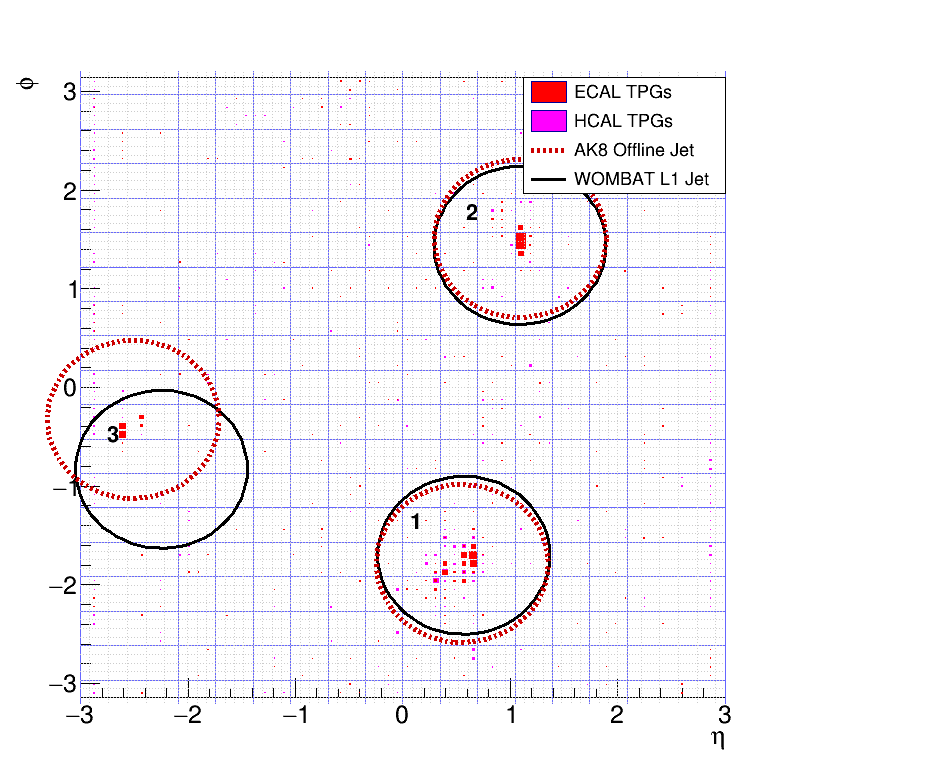 φ
3
ECAL TPGs
HCAL TPGs
AK8 Offline Jet
WOMBAT L1 Jet
2
2
1
0
3
−1
1
−2
−3
−3 −2 −1 0 1 2 3
η